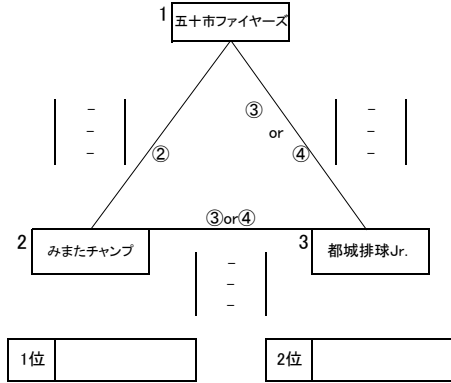 1 五十市ファイヤーズ
③
or
④
②
- -
- -
- -
③or④
2 みまたチャンプ
3 都城排球Jr.
-
-
-
1位
2位